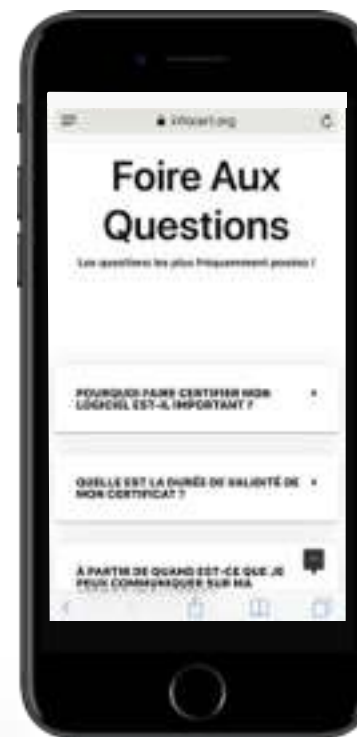 infocert.org
Foire Aux
Questions
Les questions les plus fréquemment posées !
POURQUOI FAIRE CERTIFIER MON
LOGICIEL EST-IL IMPORTANT ?
QUELLE EST LA DURÉE DE VALIDITÉ DE
MON CERTIFICAT ?
À PARTIR DE QUAND EST-CE QUE JE
PEUX COMMUNIQUER SUR MA